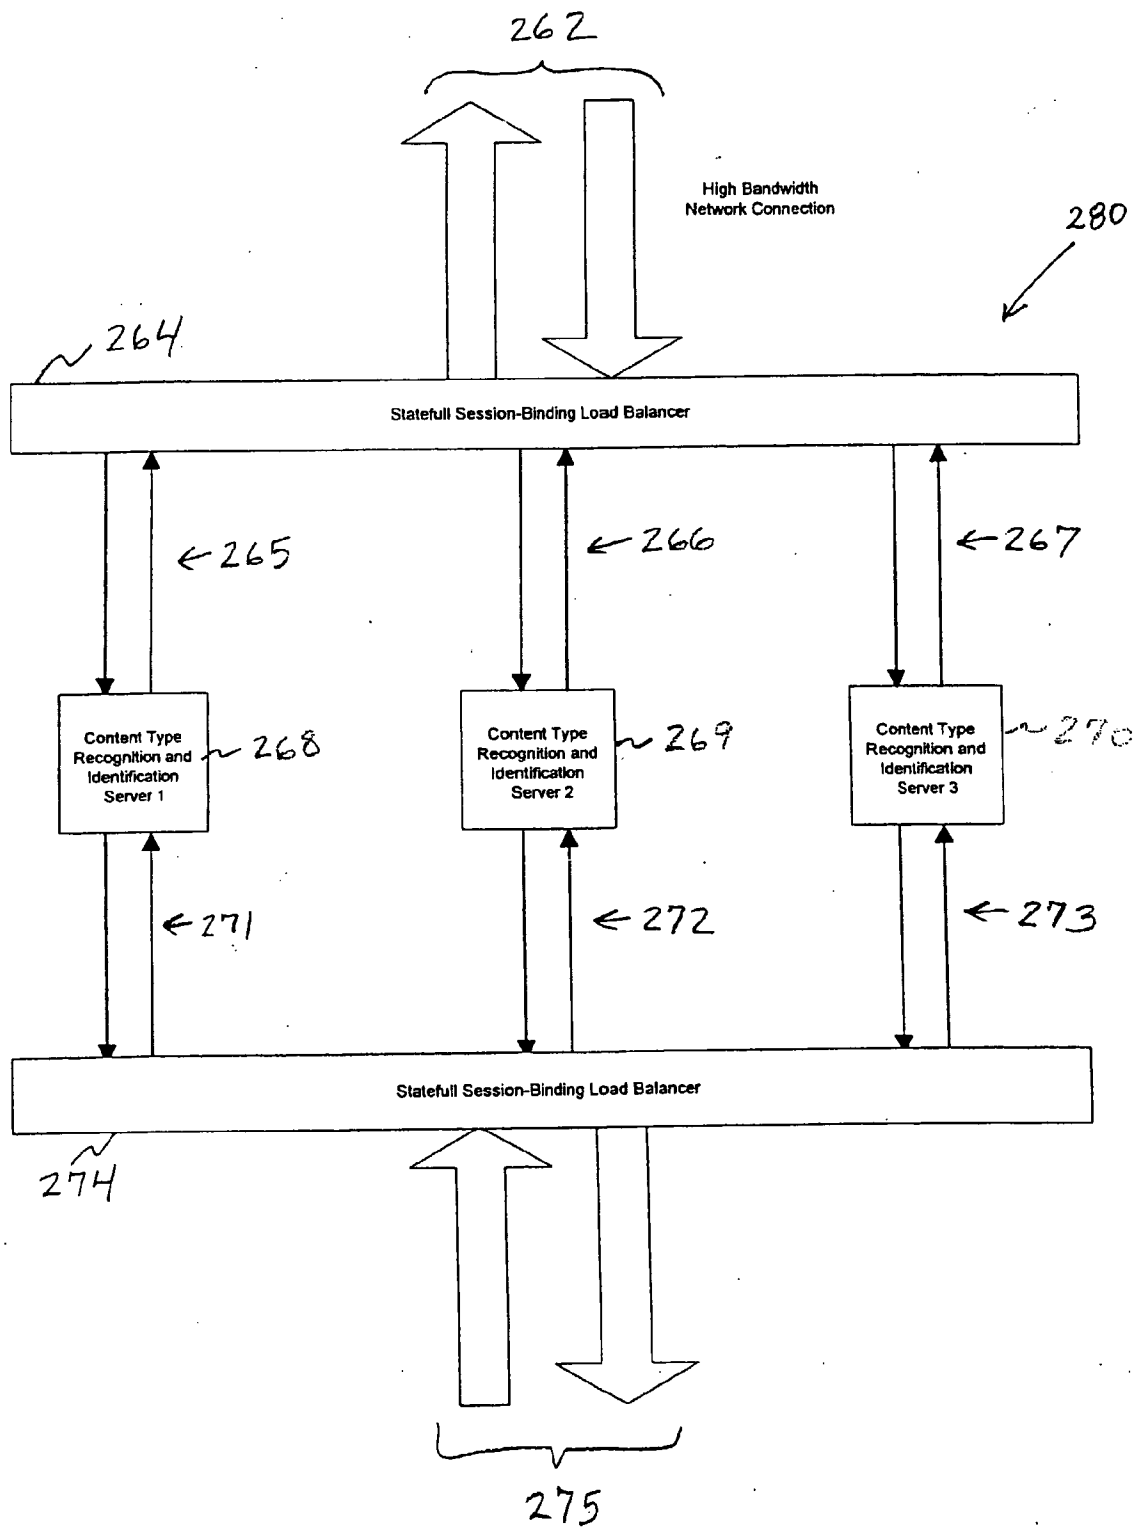 262
High Bandwidth
Network Connection
280
264
Statefull Session-Binding Load Balancer
265
266
267
Content Type
Recognition and
Identification
Server 1
268
Content Type
Recognition and
Identification
Server 2
269
Content Type
Recognition and
Identification
Server 3
270
271
272
273
Statefull Session-Binding Load Balancer
274
275